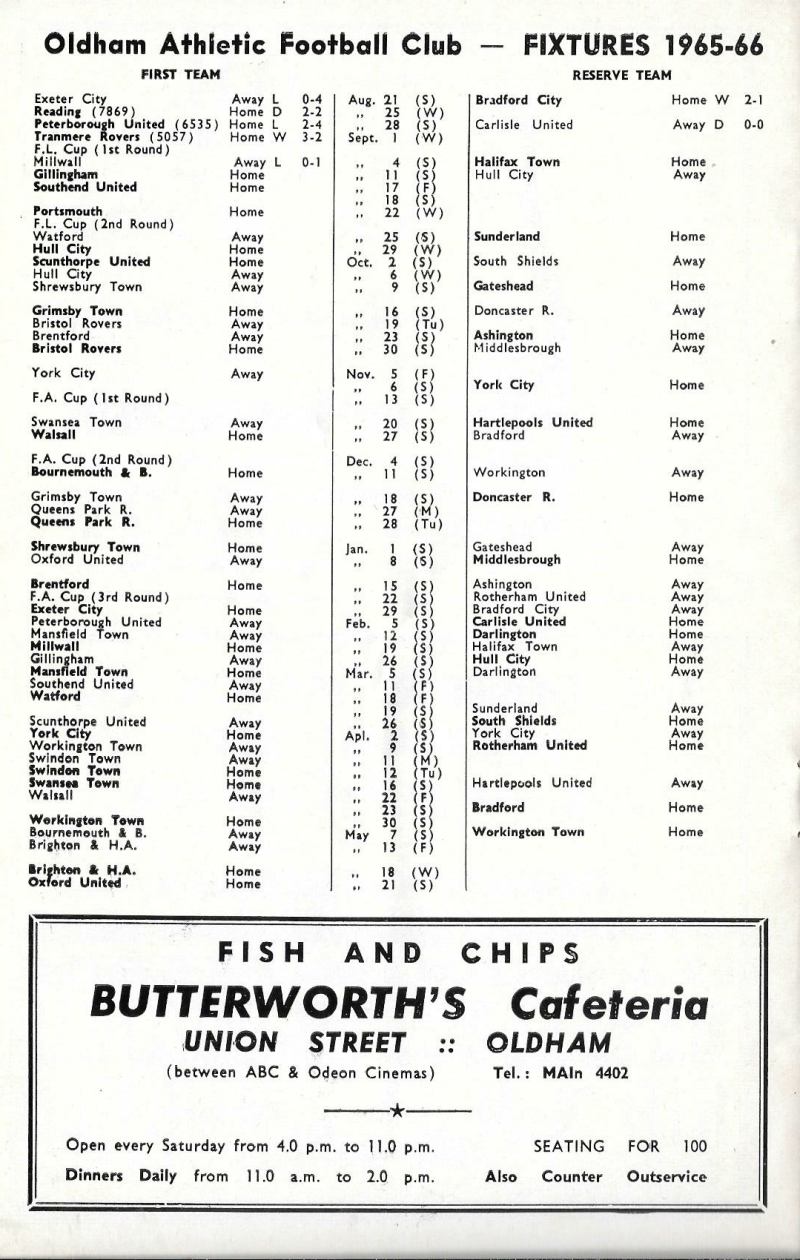 Oldham Athletic Football Club — FIXTURES 1965-66
FIRST TEAM RESERVE TEAM
Exeter City Away L 0-4 Aug. 21 (S) Bradford City Home W 2-1
Reading (7869) Home D 2-2 ,, 25 (W)
Peterborough United (6535) Home L 2-4 ,, 28 (S) Carlisle United Away D 0-0
Tranmere Rovers (5057) Home W 3-2 Sept. 1 (W)
F.L. Cup (1st Round)
Millwall Away L 0-1 ,, 4 (S) Halifax Town Home
Gillingham Home ,, 11 (S) Hull City Away
Southend United Home ,, 17 (F)
,, 18 (S)
Portsmouth Home ,, 22 (W)
F.L. Cup (2nd Round)
Watford Away ,, 25 (S) Sunderland Home
Hull City Home ,, 29 (W)
Scunthorpe United Home Oct. 2 (S) South Shields Away
Hull City Away ,, 6 (W)
Shrewsbury Town Away ,, 9 (S) Gateshead Home
Grimsby Town Home ,, 16 (S) Doncaster R. Away
Bristol Rovers Away ,, 19 (Tu)
Brentford Away ,, 23 (S) Ashington Home
Bristol Rovers Home ,, 30 (S) Middlesbrough Away
York City Away Nov. 5 (F)
,, 6 (S) York City Home
F.A. Cup (1st Round) ,, 13 (S)
Swansea Town Away ,, 20 (S) Hartlepools United Home
Walsall Home ,, 27 (S) Bradford Away
F.A. Cup (2nd Round) Dec. 4 (S)
Bournemouth & B. Home ,, 11 (S) Workington Away
Grimsby Town Away ,, 18 (S) Doncaster R. Home
Queens Park R. Away ,, 27 (M)
Queens Park R. Home ,, 28 (Tu)
Shrewsbury Town Home Jan. 1 (S) Gateshead Away
Oxford United Away ,, 8 (S) Middlesbrough Home
Brentford Home ,, 15 (S) Ashington Away
F.A. Cup (3rd Round) ,, 22 (S) Rotherham United Away
Exeter City Home ,, 29 (S) Bradford City Away
Peterborough United Away Feb. 5 (S) Carlisle United Home
Mansfield Town Away ,, 12 (S) Darlington Home
Millwall Home ,, 19 (S) Halifax Town Away
Gillingham Away ,, 26 (S) Hull City Home
Mansfield Town Home Mar. 5 (S) Darlington Away
Southend United Away ,, 11 (F)
Watford Home ,, 18 (F)
,, 19 (S) Sunderland Away
Scunthorpe United Away ,, 26 (S) South Shields Home
York City Home Apl. 2 (S) York City Away
Workington Town Away ,, 9 (S) Rotherham United Home
Swindon Town Away ,, 11 (M)
Swindon Town Home ,, 12 (Tu)
Swansea Town Home ,, 16 (S) Hartlepools United Away
Walsall Away ,, 22 (F)
,, 23 (S) Bradford Home
Workington Town Home ,, 30 (S)
Bournemouth & B. Away May 7 (S) Workington Town Home
Brighton & H.A. Away ,, 13 (F)
Brighton & H.A. Home ,, 18 (W)
Oxford United Home ,, 21 (S)
FISH AND CHIPS
BUTTERWORTH'S Cafeteria
UNION STREET :: OLDHAM
(between ABC & Odeon Cinemas) Tel.: MAIn 4402
Open every Saturday from 4.0 p.m. to 11.0 p.m. SEATING FOR 100
Dinners Daily from 11.0 a.m. to 2.0 p.m. Also Counter Outservice